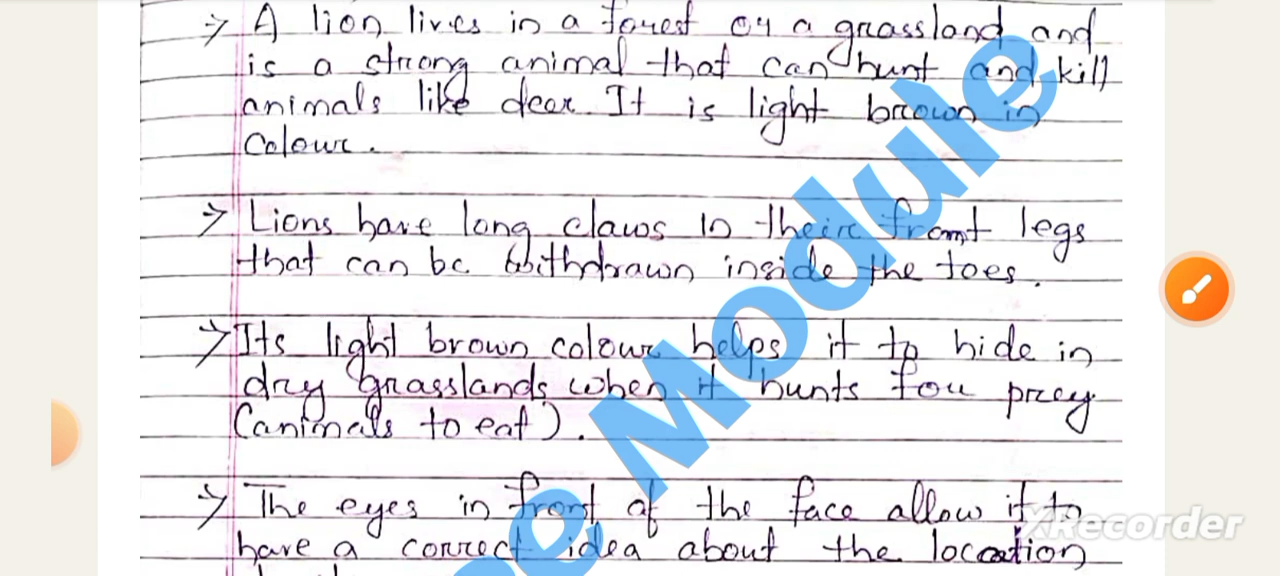 → A lion lives in a forest or a grassland and
is a strong animal that can hunt and kill
animals like deer It is light brown in
colour.
→ Lions have long claws in their front legs
that can be withdrawn inside the toes.
→ Its light brown colour helps it to hide in
dry grasslands when it hunts for prey
(animals to eat).
→ The eyes in front of the face allow it to
have a correct idea about the location
Module
XRecorder